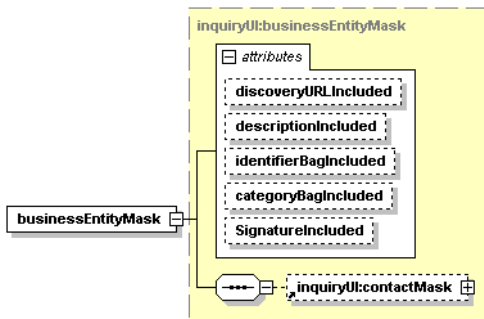 inquiryUI:businessEntityMask
attributes
discoveryURLIncluded
descriptionIncluded
identifierBagIncluded
categoryBagIncluded
SignatureIncluded
businessEntityMask
inquiryUI:contactMask